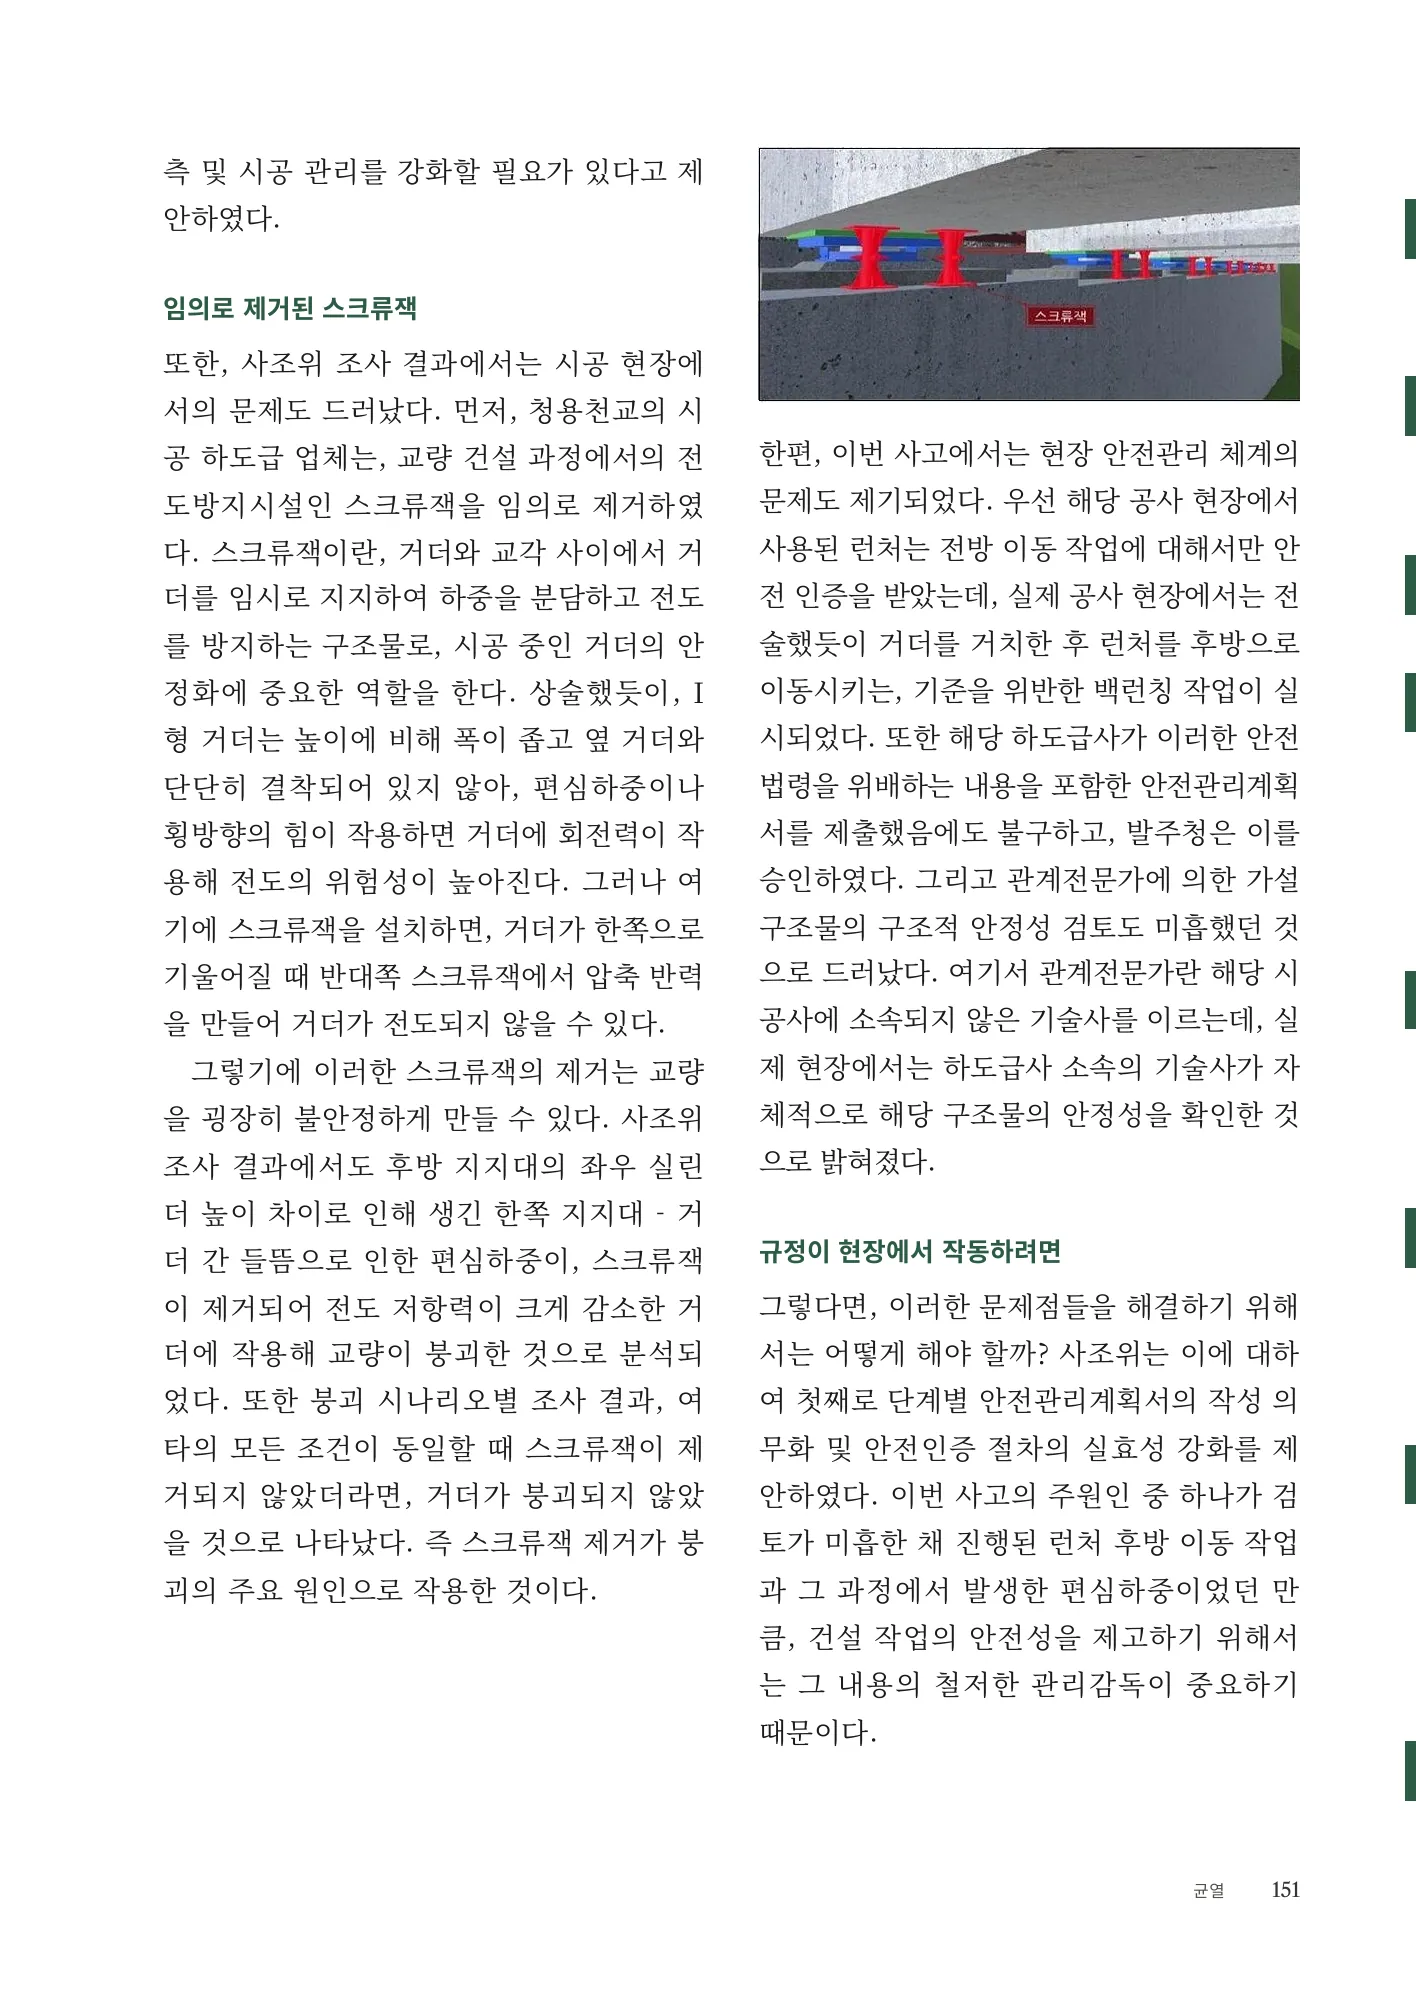 측 및 시공 관리를 강화할 필요가 있다고 제
안하였다.
임의로 제거된 스크류잭
또한, 사조위 조사 결과에서는 시공 현장에
서의 문제도 드러났다. 먼저, 청용천교의 시
공 하도급 업체는, 교량 건설 과정에서의 전
도방지시설인 스크류잭을 임의로 제거하였
다. 스크류잭이란, 거더와 교각 사이에서 거
더를 임시로 지지하여 하중을 분담하고 전도
를 방지하는 구조물로, 시공 중인 거더의 안
정화에 중요한 역할을 한다. 상술했듯이, I
형 거더는 높이에 비해 폭이 좁고 옆 거더와
단단히 결착되어 있지 않아, 편심하중이나
횡방향의 힘이 작용하면 거더에 회전력이 작
용해 전도의 위험성이 높아진다. 그러나 여
기에 스크류잭을 설치하면, 거더가 한쪽으로
기울어질 때 반대쪽 스크류잭에서 압축 반력
을 만들어 거더가 전도되지 않을 수 있다.
그렇기에 이러한 스크류잭의 제거는 교량
을 굉장히 불안정하게 만들 수 있다. 사조위
조사 결과에서도 후방 지지대의 좌우 실린
더 높이 차이로 인해 생긴 한쪽 지지대 - 거
더 간 들뜸으로 인한 편심하중이, 스크류잭
이 제거되어 전도 저항력이 크게 감소한 거
더에 작용해 교량이 붕괴한 것으로 분석되
었다. 또한 붕괴 시나리오별 조사 결과, 여
타의 모든 조건이 동일할 때 스크류잭이 제
거되지 않았더라면, 거더가 붕괴되지 않았
을 것으로 나타났다. 즉 스크류잭 제거가 붕
괴의 주요 원인으로 작용한 것이다.
스크류잭
한편, 이번 사고에서는 현장 안전관리 체계의
문제도 제기되었다. 우선 해당 공사 현장에서
사용된 런처는 전방 이동 작업에 대해서만 안
전 인증을 받았는데, 실제 공사 현장에서는 전
술했듯이 거더를 거치한 후 런처를 후방으로
이동시키는, 기준을 위반한 백런칭 작업이 실
시되었다. 또한 해당 하도급사가 이러한 안전
법령을 위배하는 내용을 포함한 안전관리계획
서를 제출했음에도 불구하고, 발주청은 이를
승인하였다. 그리고 관계전문가에 의한 가설
구조물의 구조적 안정성 검토도 미흡했던 것
으로 드러났다. 여기서 관계전문가란 해당 시
공사에 소속되지 않은 기술사를 이르는데, 실
제 현장에서는 하도급사 소속의 기술사가 자
체적으로 해당 구조물의 안정성을 확인한 것
으로 밝혀졌다.
규정이 현장에서 작동하려면
그렇다면, 이러한 문제점들을 해결하기 위해
서는 어떻게 해야 할까? 사조위는 이에 대하
여 첫째로 단계별 안전관리계획서의 작성 의
무화 및 안전인증 절차의 실효성 강화를 제
안하였다. 이번 사고의 주원인 중 하나가 검
토가 미흡한 채 진행된 런처 후방 이동 작업
과 그 과정에서 발생한 편심하중이었던 만
큼, 건설 작업의 안전성을 제고하기 위해서
는 그 내용의 철저한 관리감독이 중요하기
때문이다.
균열 151